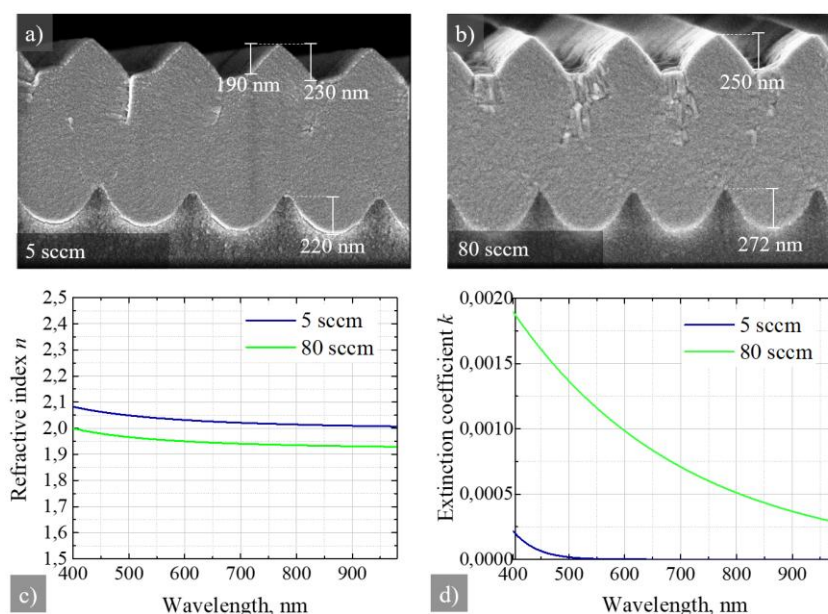 a)
190 nm
230 nm
220 nm
5 sccm
b)
250 nm
272 nm
80 sccm
2,5
2,4
2,3
2,2
2,1
2,0
1,9
1,8
1,7
1,6
1,5
Refractive index n
5 sccm
80 sccm
400 500 600 700 800 900
Wavelength, nm
c)
0,0020
0,0015
0,0010
0,0005
0,0000
Extinction coefficient k
5 sccm
80 sccm
400 500 600 700 800 900
Wavelength, nm
d)